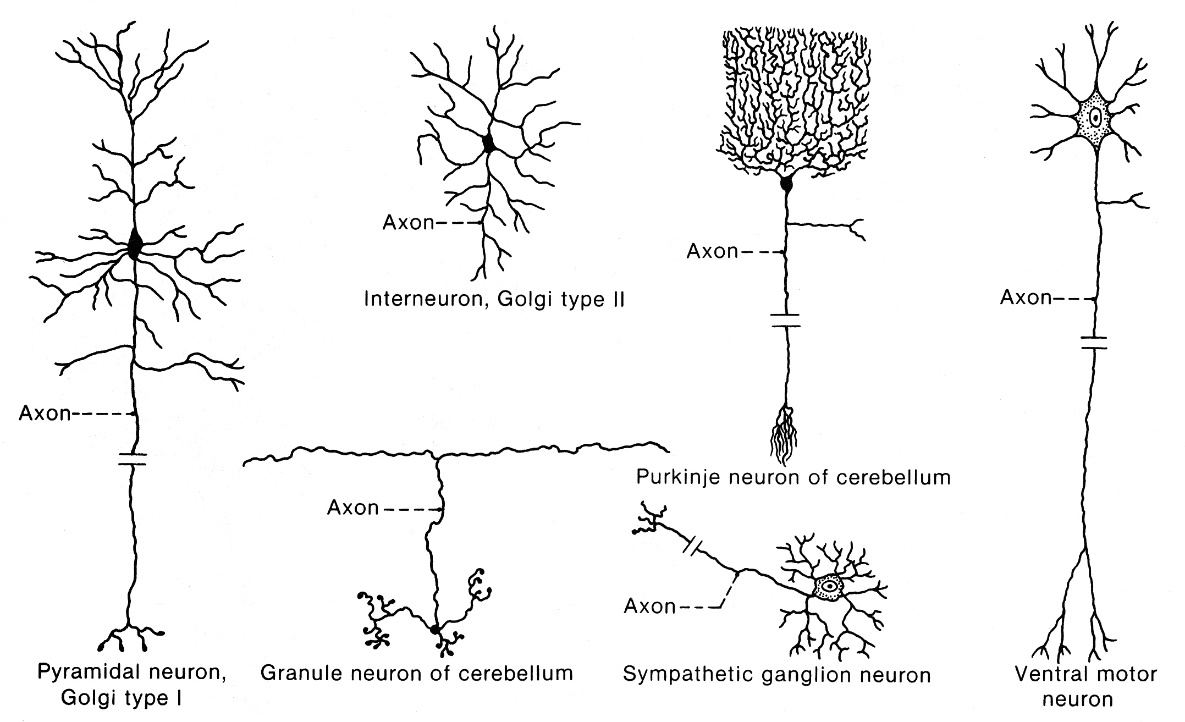 Axon
Interneuron, Golgi type II
Axon
Axon
Axon
Purkinje neuron of cerebellum
Axon
Axon
Pyramidal neuron,
Golgi type I
Granule neuron of cerebellum
Sympathetic ganglion neuron
Ventral motor
neuron